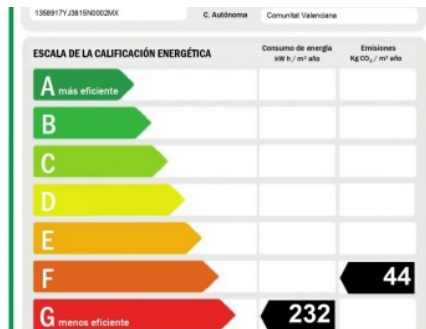 1358917YJ3815N0002MX C. Autónoma Comunitat Valenciana
ESCALA DE LA CALIFICACIÓN ENERGÉTICA Consumo de energía Emisiones
kW h / m² año Kg CO₂ / m² año
A más eficiente
B
C
D
E
F 44
G menos eficiente 232